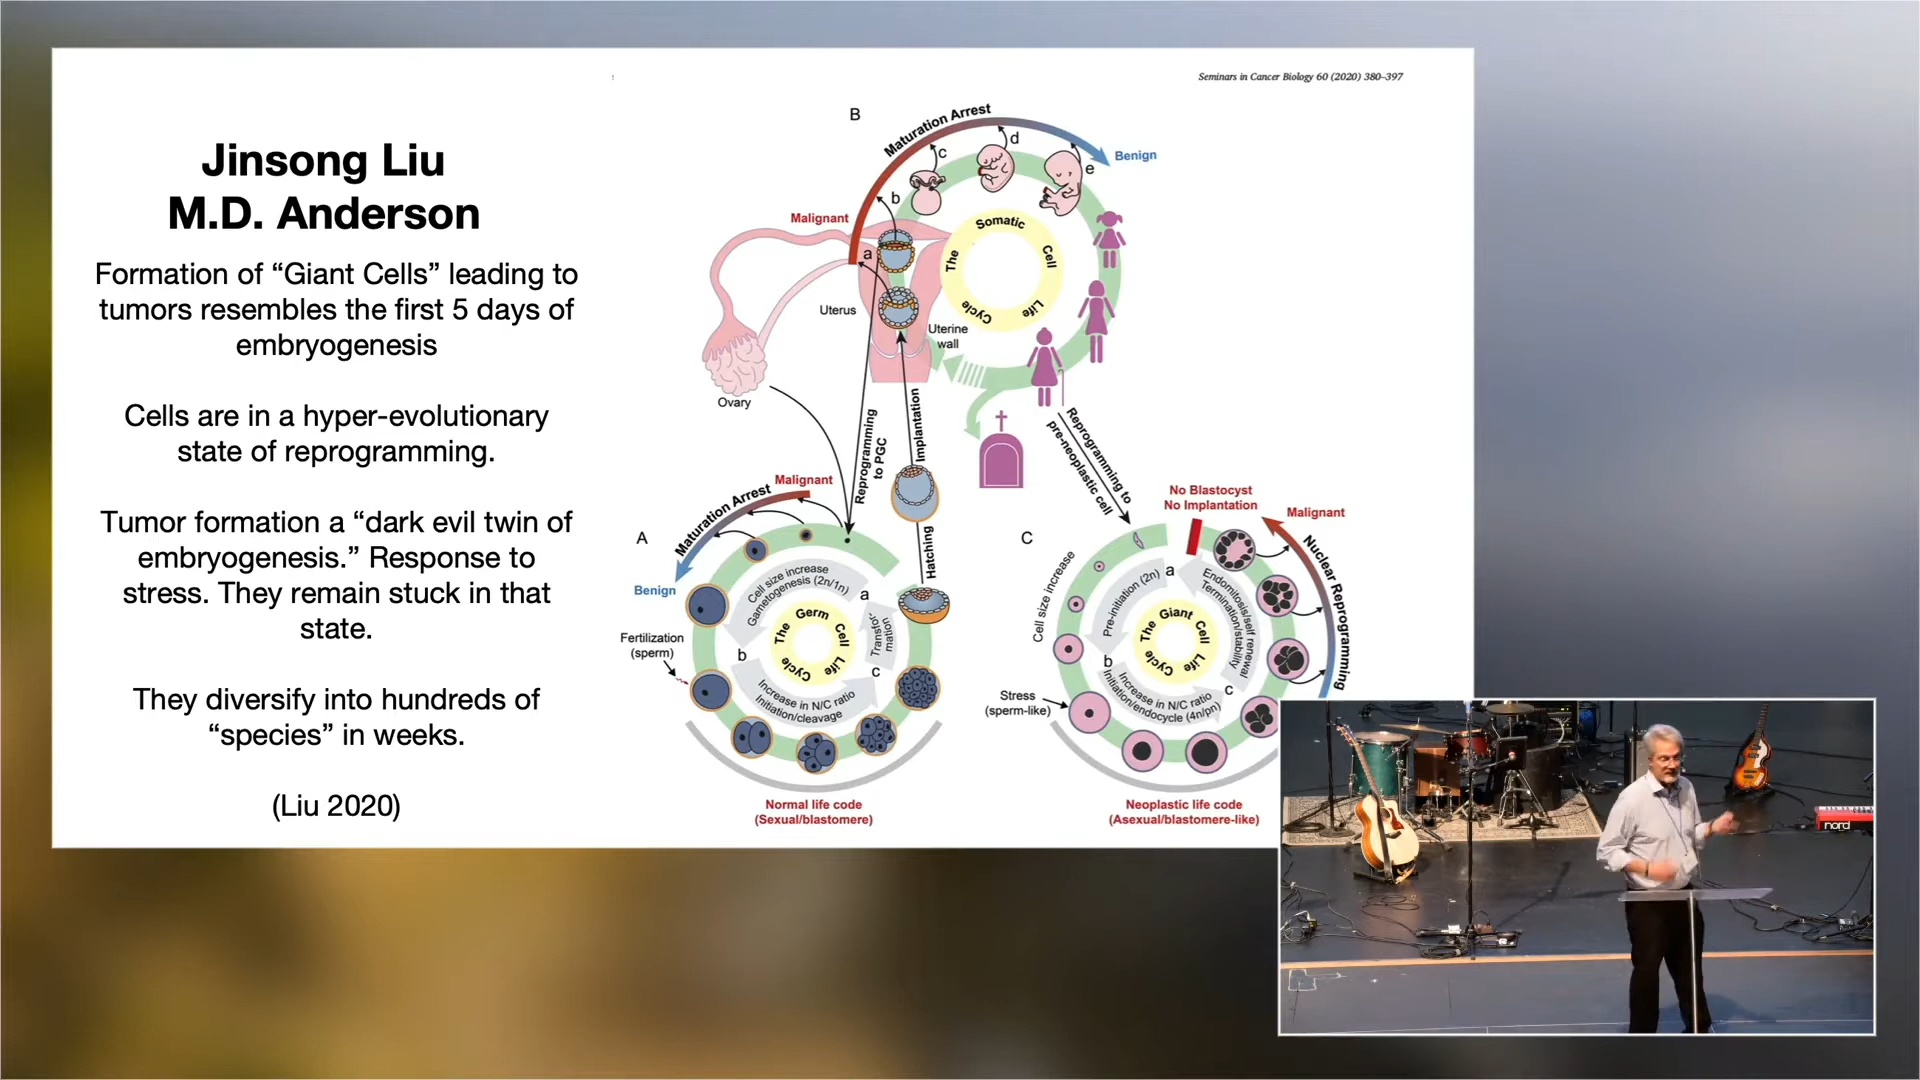 Seminars in Cancer Biology 60 (2020) 380–397
Jinsong Liu
M.D. Anderson
Formation of “Giant Cells” leading to
tumors resembles the first 5 days of
embryogenesis
Cells are in a hyper-evolutionary
state of reprogramming.
Tumor formation a “dark evil twin of
embryogenesis.” Response to
stress. They remain stuck in that
state.
They diversify into hundreds of
“species” in weeks.
(Liu 2020)
B
Maturation Arrest
Benign
Malignant
a
b
c
d
e
The Somatic Cell Life Cycle
Uterus
Uterine
wall
Ovary
Reprogramming
to PGC
Implantation
Hatching
Reprogramming to
pre-neoplastic cell
A
Maturation Arrest
Malignant
Benign
Cell size increase
Gametogenesis (2n/1n)
a
Transfor-
mation
The Germ Cell Life Cycle
Fertilization
(sperm)
b
c
Increase in N/C ratio
Initiation/cleavage
Normal life code
(Sexual/blastomere)
C
No Blastocyst
No Implantation
Malignant
Nuclear Reprogramming
Cell size increase
Pre-initiation (2n)
a
Endomitosis/self renewal
Termination/stability
The Giant Cell Life Cycle
b
c
Increase in N/C ratio
Initiation/endocycle (4n/pn)
Stress
(sperm-like)
Neoplastic life code
(Asexual/blastomere-like)
nord